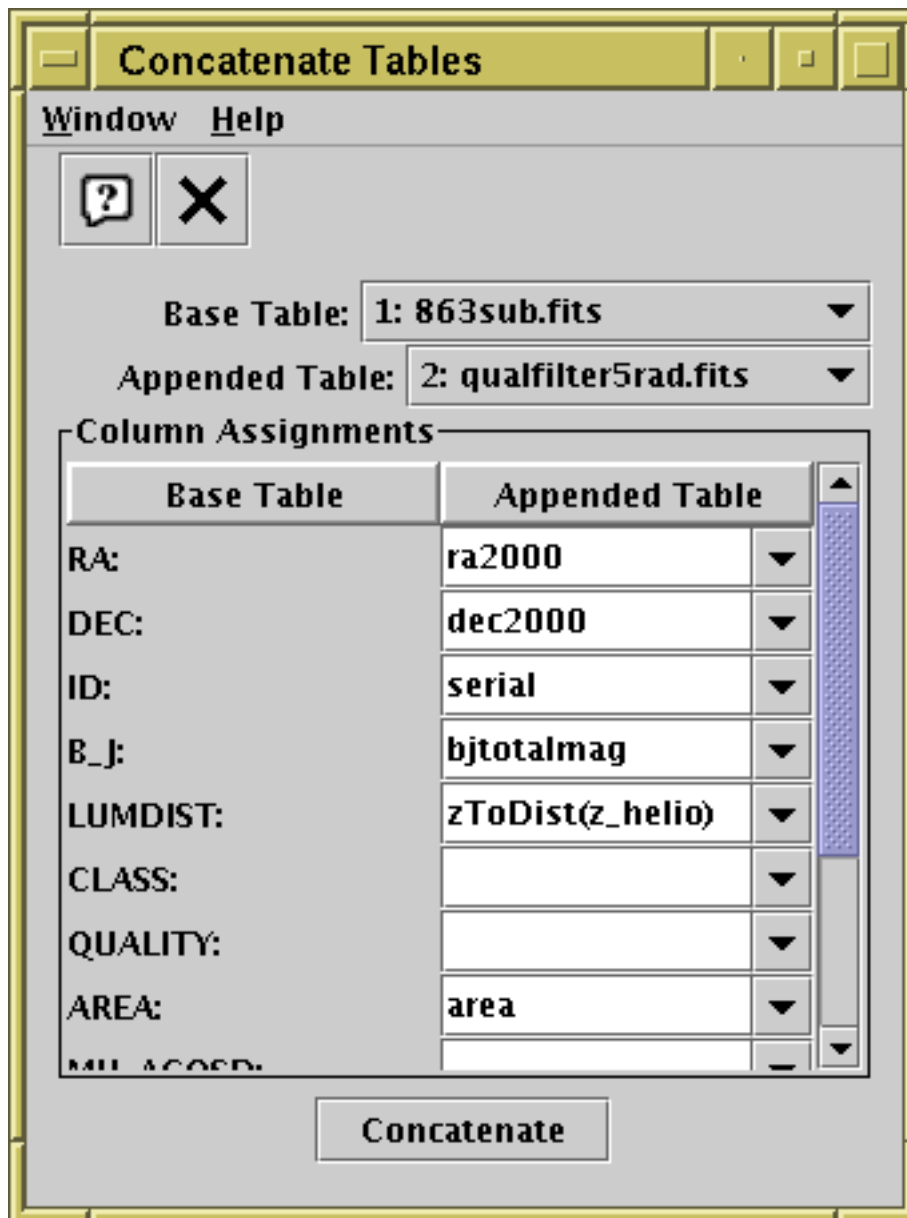 Concatenate Tables
Window Help
?
Base Table: 1: 863sub.fits
Appended Table: 2: qualfilter5rad.fits
Column Assignments
Base Table Appended Table
RA: ra2000
DEC: dec2000
ID: serial
B_J: bjtotalmag
LUMDIST: zToDist(z_helio)
CLASS:
QUALITY:
AREA: area
Concatenate